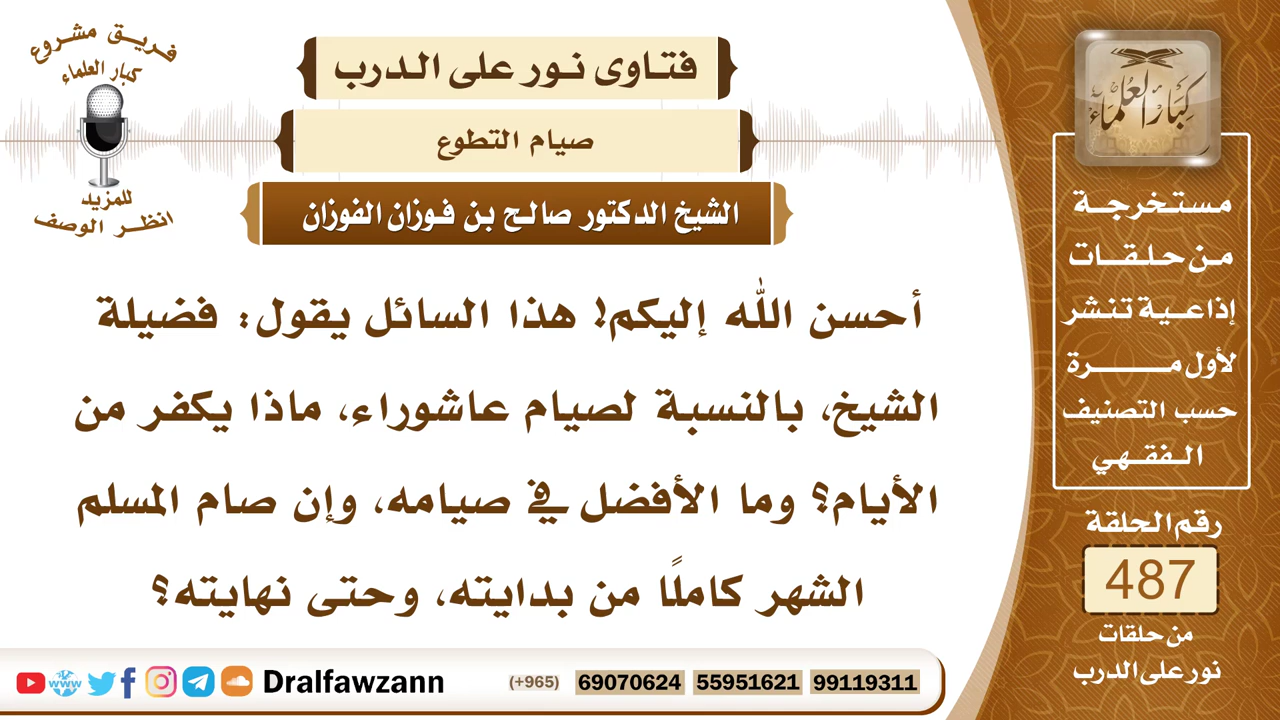 فريق مشروع
كبار العلماء
للمزيد
انظر الوصف
فتاوى نور على الدرب
صيام التطوع
الشيخ الدكتور صالح بن فوزان الفوزان
أحسن الله إليكم! هذا السائل يقول: فضيلة
الشيخ، بالنسبة لصيام عاشوراء، ماذا يكفر من
الأيام؟ وما الأفضل في صيامه، وإن صام المسلم
الشهر كاملًا من بدايته، وحتى نهايته؟
كبار العلماء
مستخرجة
من حلقات
إذاعية تنشر
لأول مرة
حسب التصنيف
الفقهي
رقم الحلقة
487
من حلقات
نور على الدرب
www Dralfawzann (+965) 69070624 55951621 99119311